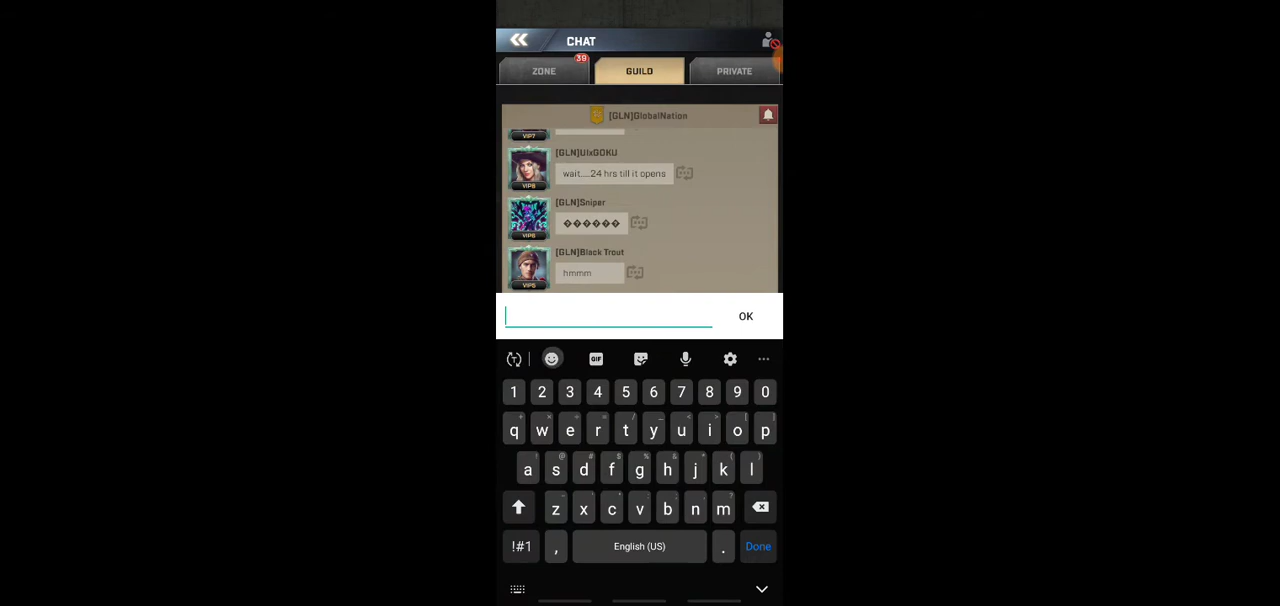 CHAT
39
ZONE
GUILD
PRIVATE
[GLN]GlobalNation
VIP7
[GLN]UIxGOKU
wait.....24 hrs till it opens
VIP8
[GLN]Sniper
������
VIP8
[GLN]Black Trout
hmmm
VIP5
OK
GIF
1 2 3 4 5 6 7 8 9 0
q w e r t y u i o p
a s d f g h j k l
z x c v b n m
!#1 , English (US) . Done